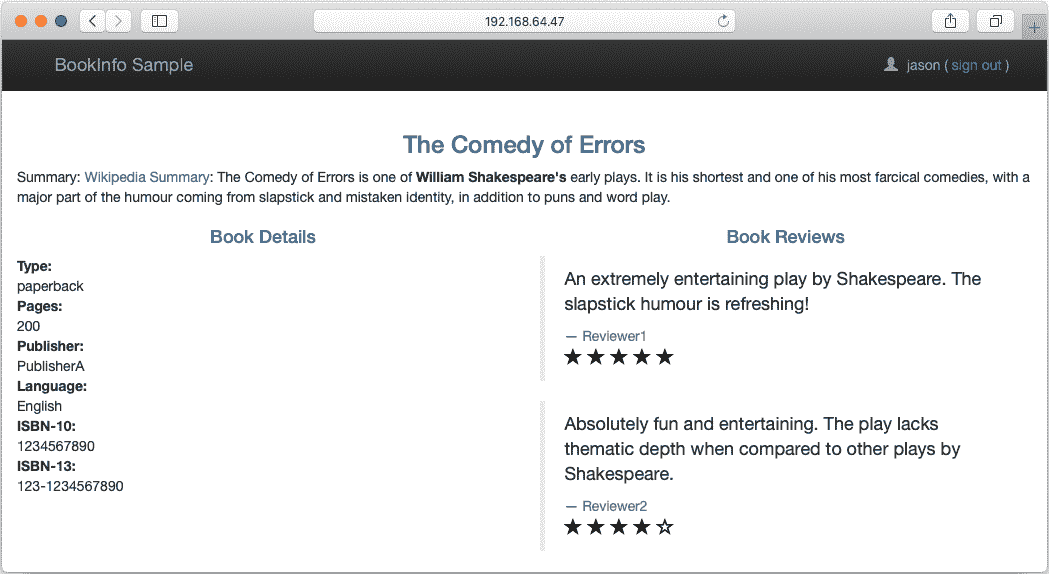 192.168.64.47
BookInfo Sample
jason ( sign out )
The Comedy of Errors
Summary: Wikipedia Summary: The Comedy of Errors is one of William Shakespeare's early plays. It is his shortest and one of his most farcical comedies, with a
major part of the humour coming from slapstick and mistaken identity, in addition to puns and word play.
Book Details
Type:
paperback
Pages:
200
Publisher:
PublisherA
Language:
English
ISBN-10:
1234567890
ISBN-13:
123-1234567890
Book Reviews
An extremely entertaining play by Shakespeare. The
slapstick humour is refreshing!
— Reviewer1
★★★★★
Absolutely fun and entertaining. The play lacks
thematic depth when compared to other plays by
Shakespeare.
— Reviewer2
★★★★☆